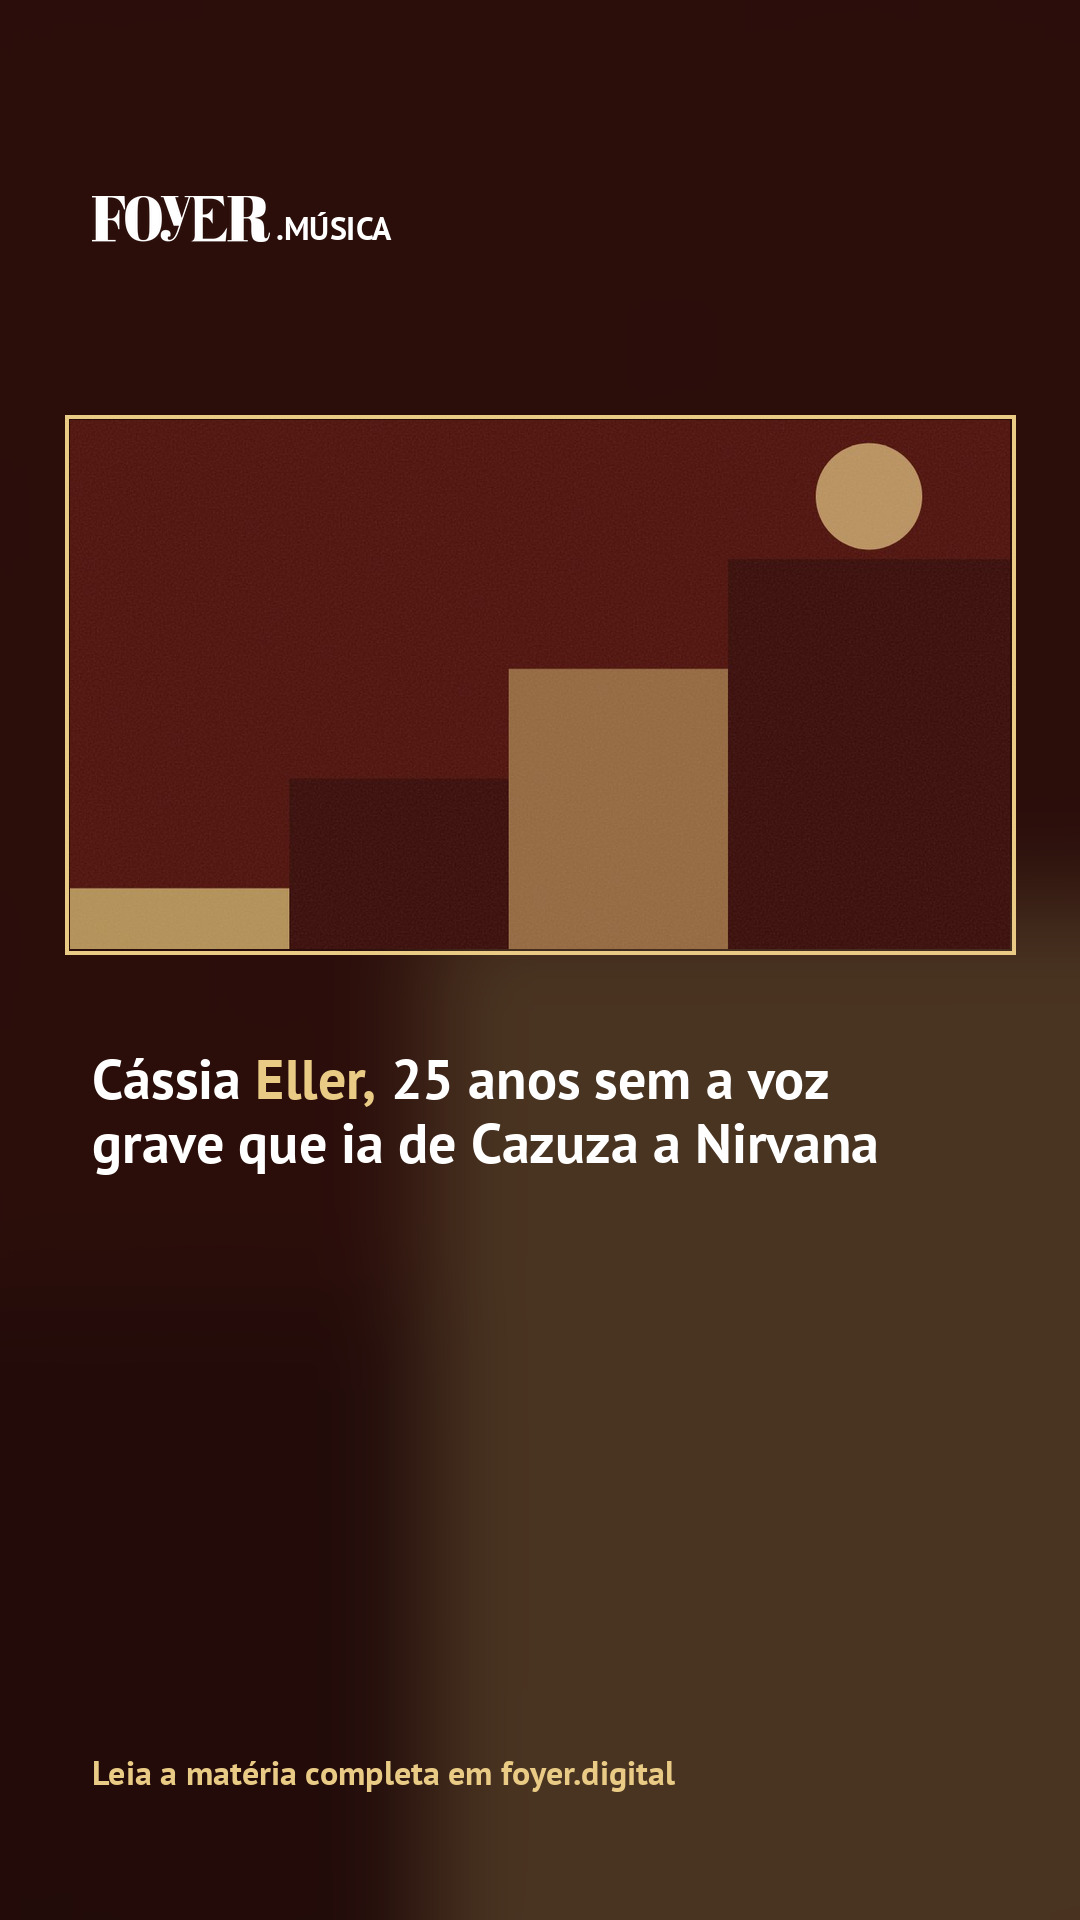 FOYER .MÚSICA
Cássia Eller, 25 anos sem a voz
grave que ia de Cazuza a Nirvana
Leia a matéria completa em foyer.digital